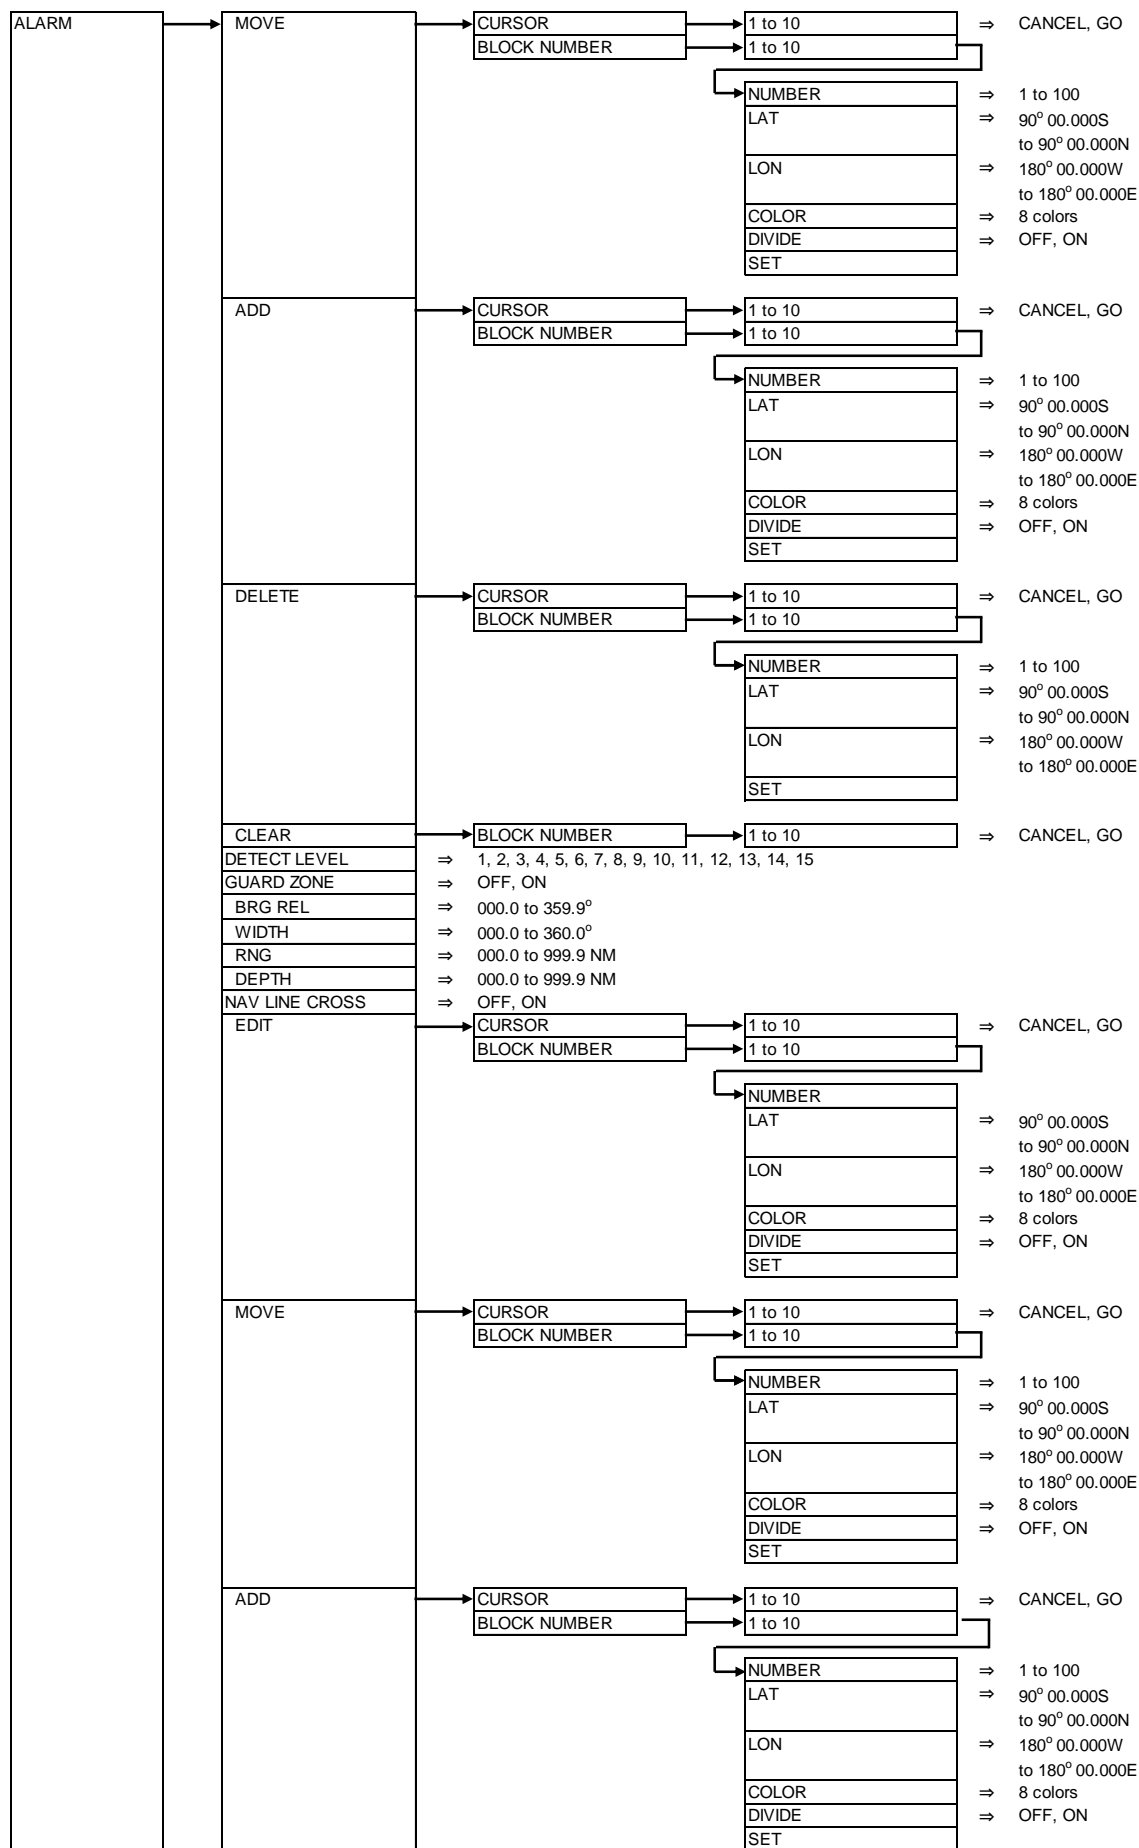 ALARM MOVE CURSOR 1 to 10 ⇒ CANCEL, GO
BLOCK NUMBER 1 to 10
NUMBER ⇒ 1 to 100
LAT ⇒ 90° 00.000S
to 90° 00.000N
LON ⇒ 180° 00.000W
to 180° 00.000E
COLOR ⇒ 8 colors
DIVIDE ⇒ OFF, ON
SET
ADD CURSOR 1 to 10 ⇒ CANCEL, GO
BLOCK NUMBER 1 to 10
NUMBER ⇒ 1 to 100
LAT ⇒ 90° 00.000S
to 90° 00.000N
LON ⇒ 180° 00.000W
to 180° 00.000E
COLOR ⇒ 8 colors
DIVIDE ⇒ OFF, ON
SET
DELETE CURSOR 1 to 10 ⇒ CANCEL, GO
BLOCK NUMBER 1 to 10
NUMBER ⇒ 1 to 100
LAT ⇒ 90° 00.000S
to 90° 00.000N
LON ⇒ 180° 00.000W
to 180° 00.000E
SET
CLEAR BLOCK NUMBER 1 to 10 ⇒ CANCEL, GO
DETECT LEVEL ⇒ 1, 2, 3, 4, 5, 6, 7, 8, 9, 10, 11, 12, 13, 14, 15
GUARD ZONE ⇒ OFF, ON
BRG REL ⇒ 000.0 to 359.9°
WIDTH ⇒ 000.0 to 360.0°
RNG ⇒ 000.0 to 999.9 NM
DEPTH ⇒ 000.0 to 999.9 NM
NAV LINE CROSS ⇒ OFF, ON
EDIT CURSOR 1 to 10 ⇒ CANCEL, GO
BLOCK NUMBER 1 to 10
NUMBER
LAT ⇒ 90° 00.000S
to 90° 00.000N
LON ⇒ 180° 00.000W
to 180° 00.000E
COLOR ⇒ 8 colors
DIVIDE ⇒ OFF, ON
SET
MOVE CURSOR 1 to 10 ⇒ CANCEL, GO
BLOCK NUMBER 1 to 10
NUMBER ⇒ 1 to 100
LAT ⇒ 90° 00.000S
to 90° 00.000N
LON ⇒ 180° 00.000W
to 180° 00.000E
COLOR ⇒ 8 colors
DIVIDE ⇒ OFF, ON
SET
ADD CURSOR 1 to 10 ⇒ CANCEL, GO
BLOCK NUMBER 1 to 10
NUMBER ⇒ 1 to 100
LAT ⇒ 90° 00.000S
to 90° 00.000N
LON ⇒ 180° 00.000W
to 180° 00.000E
COLOR ⇒ 8 colors
DIVIDE ⇒ OFF, ON
SET